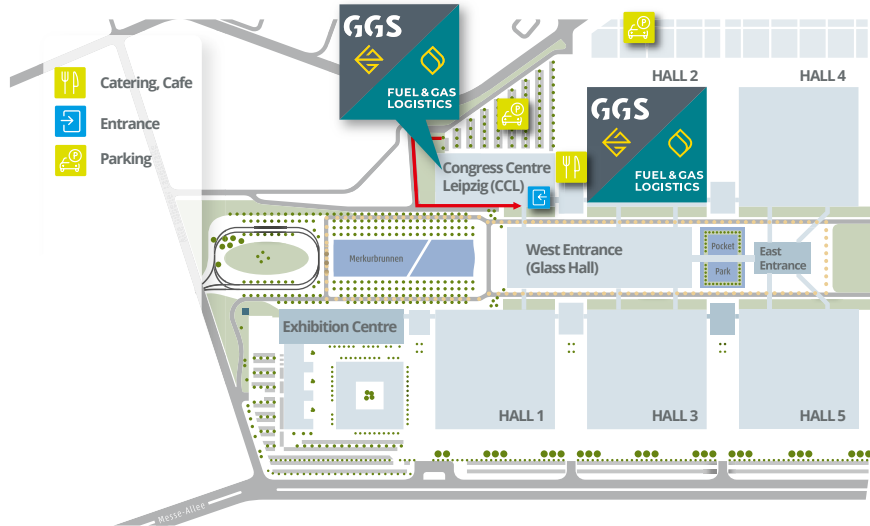 GGS
FUEL & GAS
LOGISTICS
P
HALL 2
HALL 4
Catering, Cafe
Entrance
P
Parking
P
GGS
FUEL & GAS
LOGISTICS
Congress Centre
Leipzig (CCL)
West Entrance
(Glass Hall)
Merkurbrunnen
Pocket
Park
East
Entrance
Exhibition Centre
HALL 1
HALL 3
HALL 5
Messe-Allee